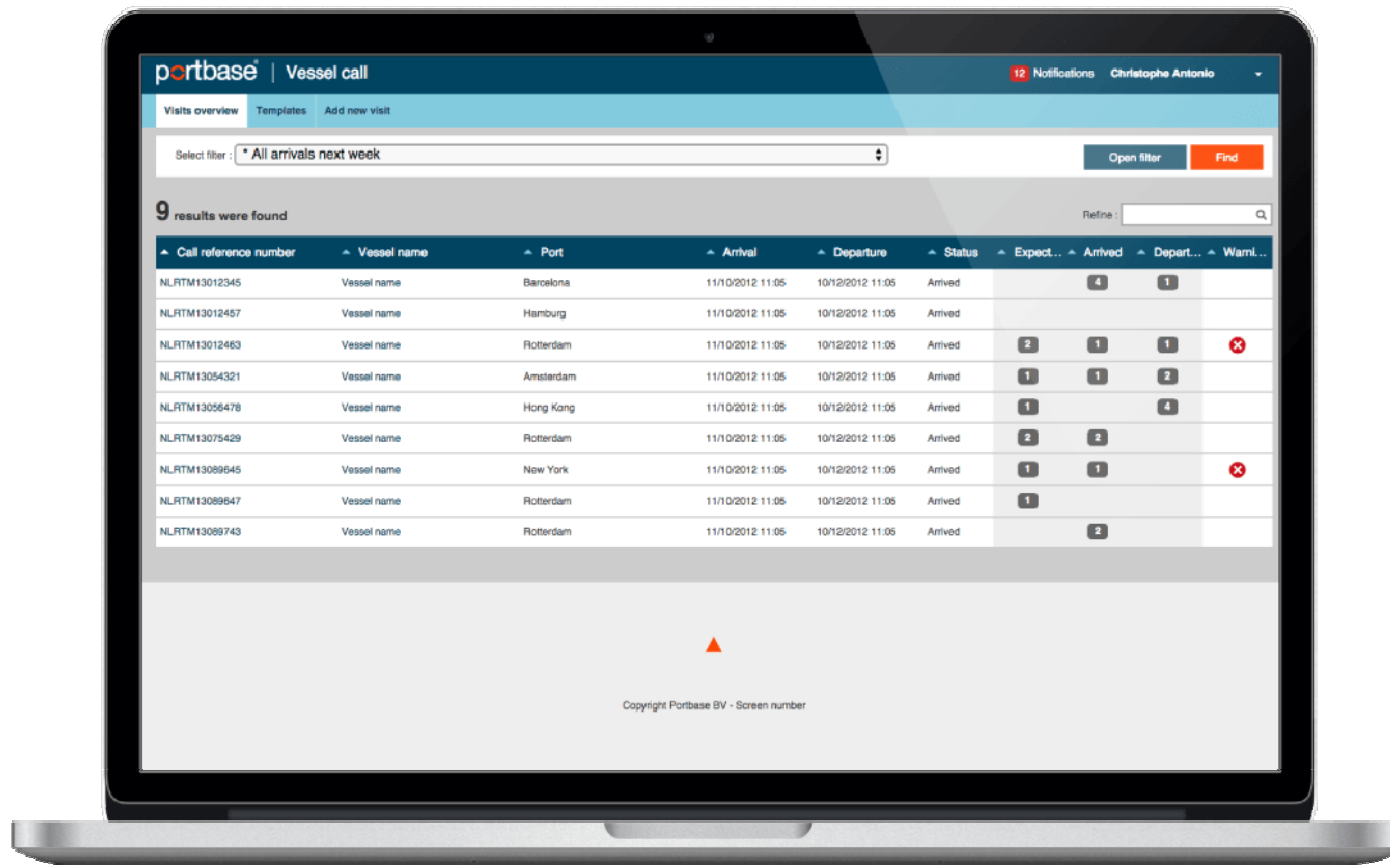 portbase | Vessel call 12 Notifications Christophe Antonio
Visits overview Templates Add new visit
Select filter : * All arrivals next week Open filter Find
9 results were found Refine :
Call reference number Vessel name Port Arrival Departure Status Expect... Arrived Depart... Warni...
NLRTM13012345 Vessel name Barcelona 11/10/2012 11:05 10/12/2012 11:05 Arrived 4 1
NLRTM13012457 Vessel name Hamburg 11/10/2012 11:05 10/12/2012 11:05 Arrived
NLRTM13012463 Vessel name Rotterdam 11/10/2012 11:05 10/12/2012 11:05 Arrived 2 1 1
NLRTM13054321 Vessel name Amsterdam 11/10/2012 11:05 10/12/2012 11:05 Arrived 1 1 2
NLRTM13056478 Vessel name Hong Kong 11/10/2012 11:05 10/12/2012 11:05 Arrived 1 4
NLRTM13075429 Vessel name Rotterdam 11/10/2012 11:05 10/12/2012 11:05 Arrived 2 2
NLRTM13089645 Vessel name New York 11/10/2012 11:05 10/12/2012 11:05 Arrived 1 1
NLRTM13089647 Vessel name Rotterdam 11/10/2012 11:05 10/12/2012 11:05 Arrived 1
NLRTM13089743 Vessel name Rotterdam 11/10/2012 11:05 10/12/2012 11:05 Arrived 2
Copyright Portbase BV - Screen number